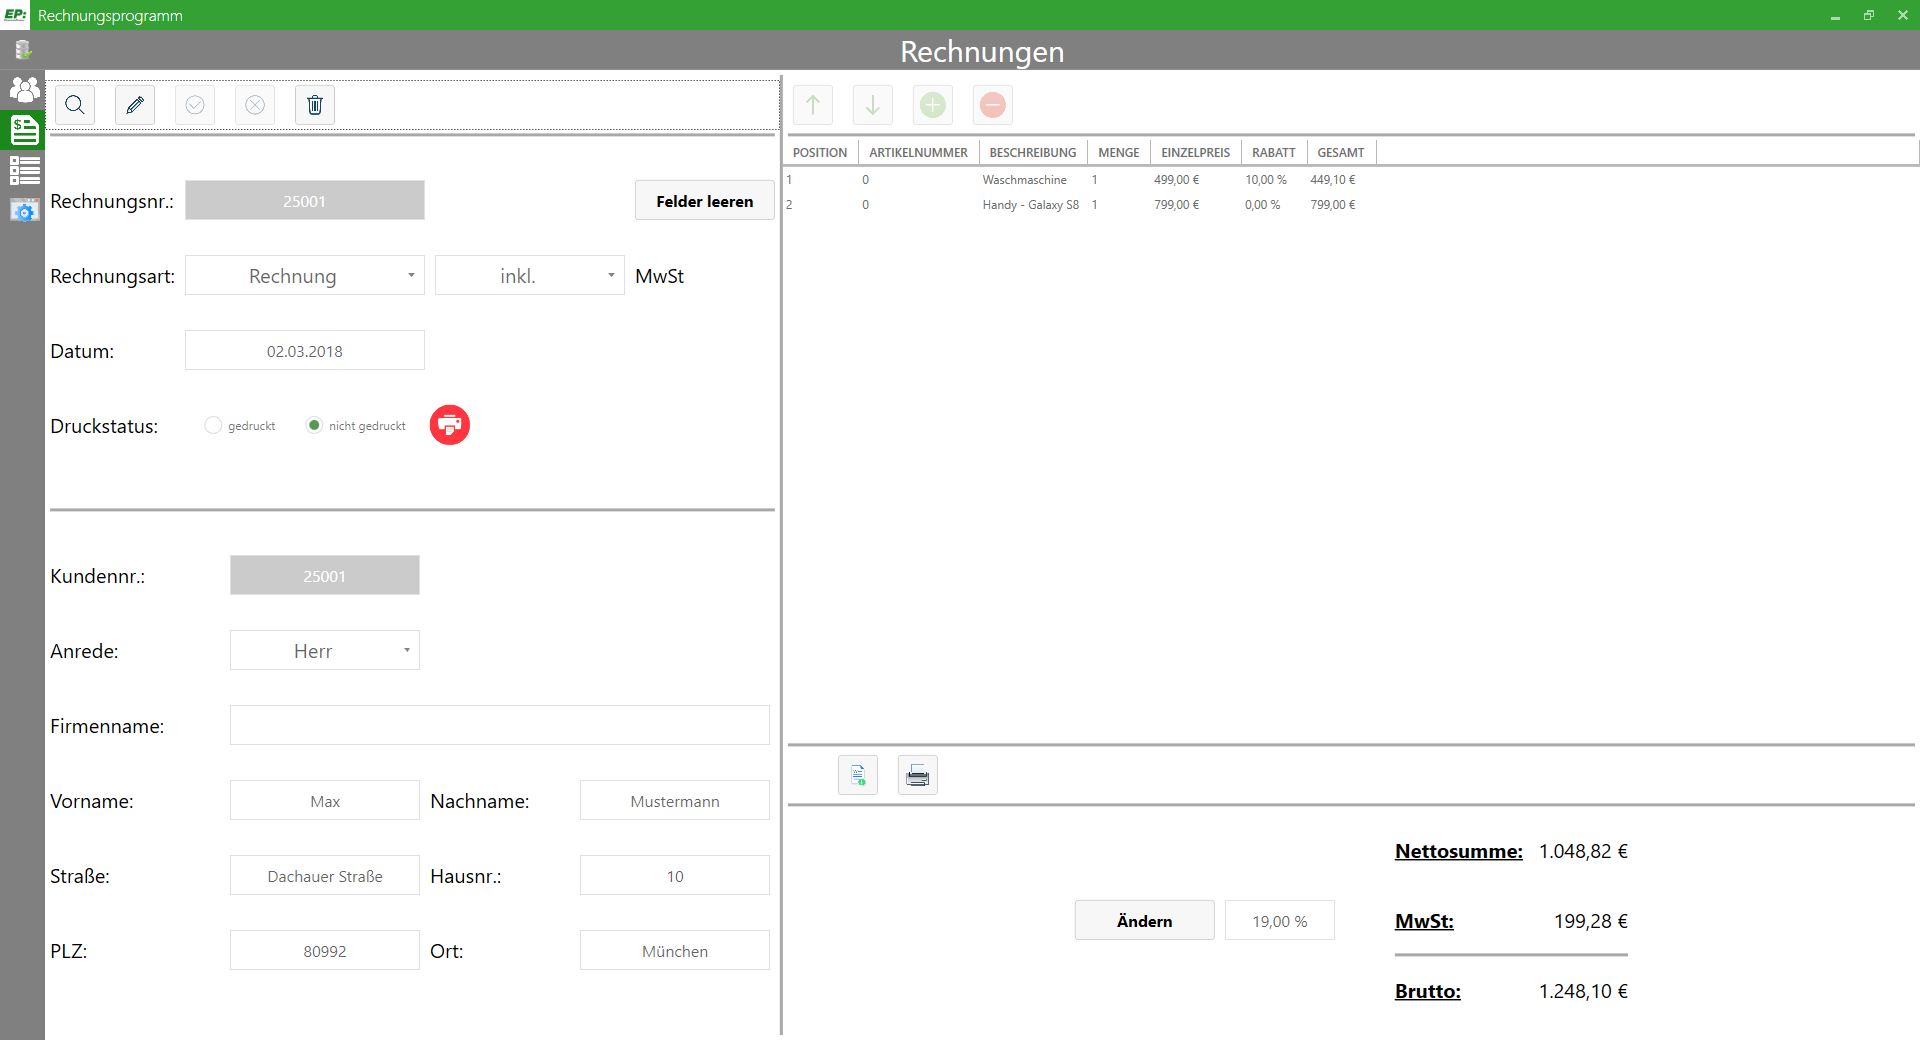 EP: Rechnungsprogramm
Rechnungen
Rechnungsnr.: 25001 Felder leeren
Rechnungsart: Rechnung inkl. MwSt
Datum: 02.03.2018
Druckstatus: gedruckt nicht gedruckt
Kundennr.: 25001
Anrede: Herr
Firmenname:
Vorname: Max Nachname: Mustermann
Straße: Dachauer Straße Hausnr.: 10
PLZ: 80992 Ort: München
POSITION ARTIKELNUMMER BESCHREIBUNG MENGE EINZELPREIS RABATT GESAMT
1 0 Waschmaschine 1 499,00 € 10,00 % 449,10 €
2 0 Handy - Galaxy S8 1 799,00 € 0,00 % 799,00 €
Nettosumme: 1.048,82 €
Ändern 19,00 % MwSt: 199,28 €
Brutto: 1.248,10 €